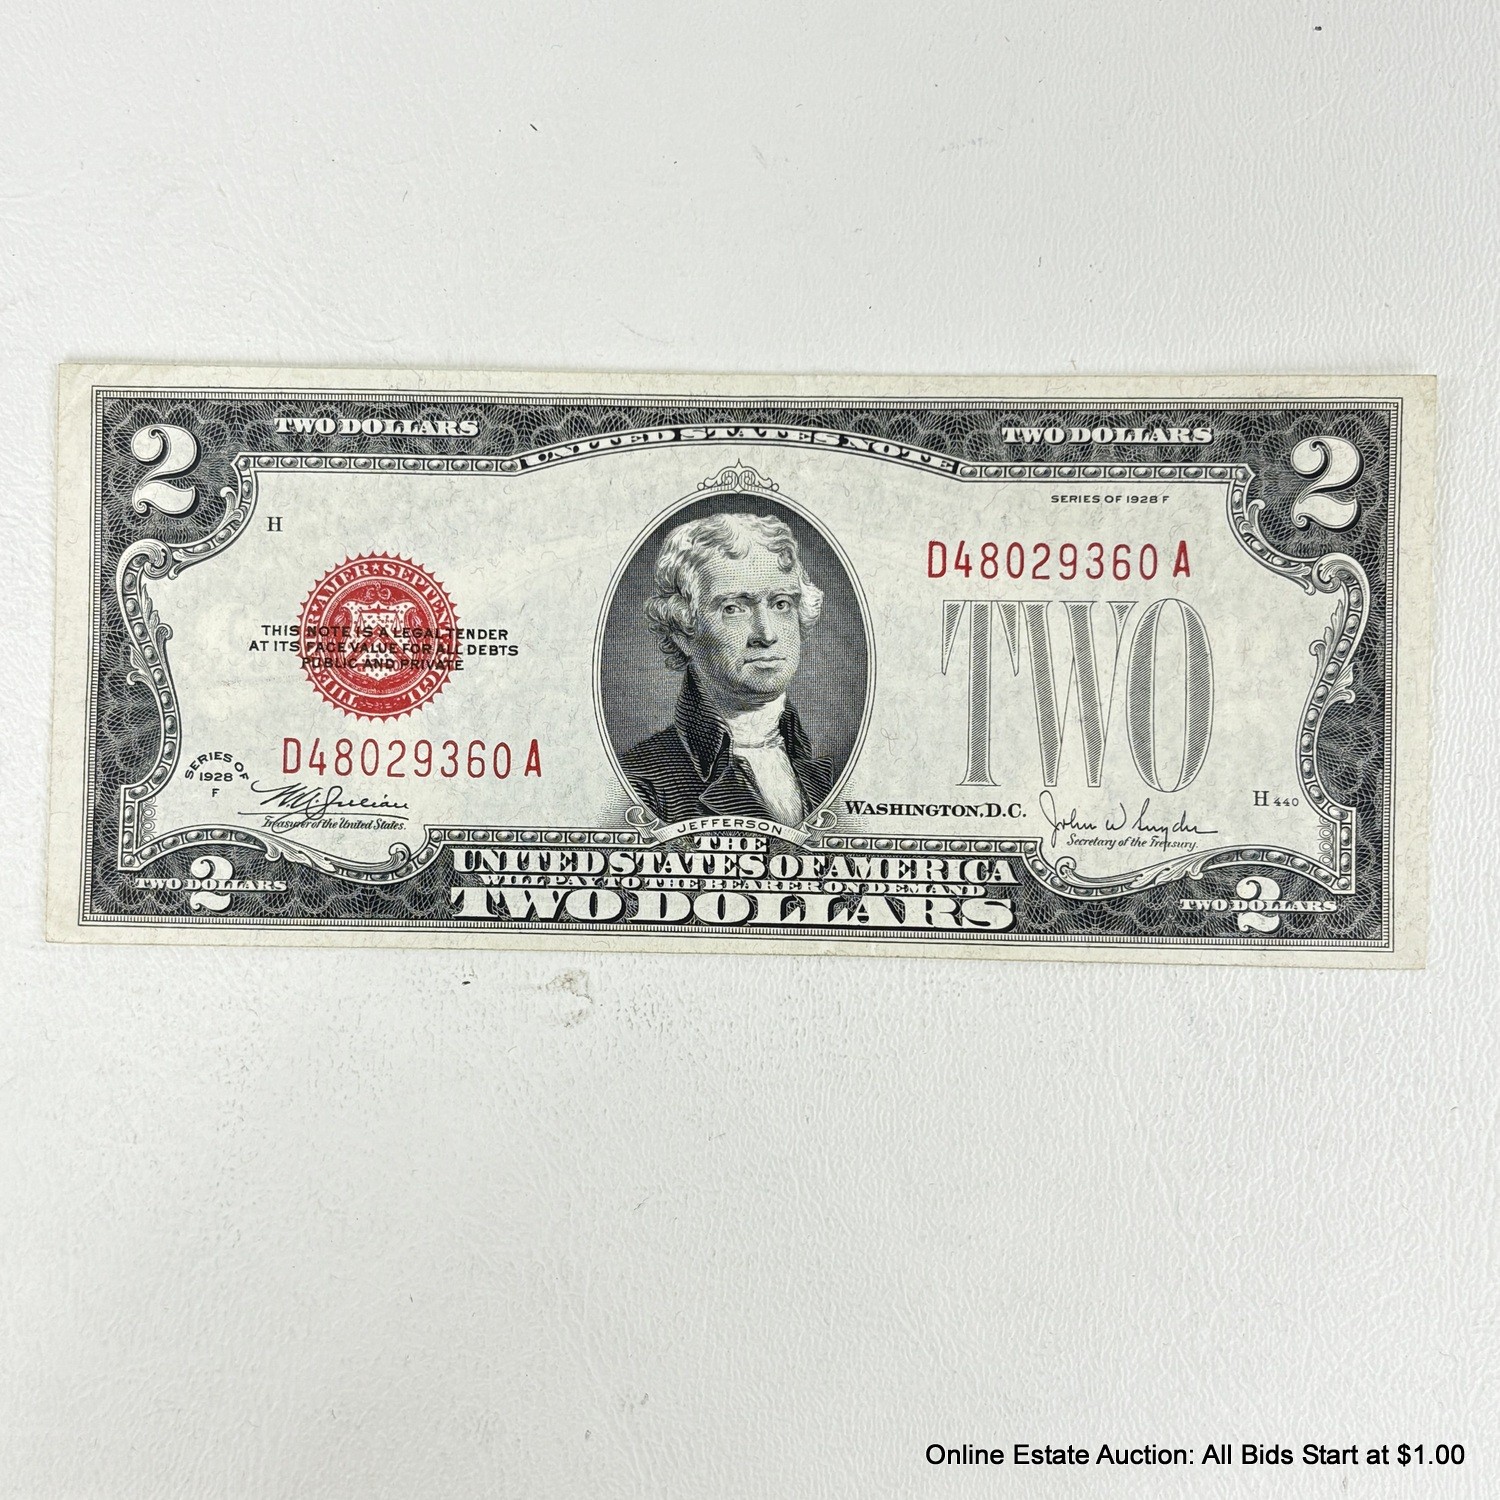 2
TWO DOLLARS
UNITED STATES NOTE
TWO DOLLARS
2
SERIES OF 1928 F
H
D48029360 A
THIS NOTE IS A LEGAL TENDER
AT ITS FACE VALUE FOR ALL DEBTS
PUBLIC AND PRIVATE
TWO
D48029360 A
SERIES OF
1928
F
W.A. Julian
Treasurer of the United States.
JEFFERSON
WASHINGTON, D.C.
John W Snyder
Secretary of the Treasury.
H 440
THE
UNITED STATES OF AMERICA
WILL PAY TO THE BEARER ON DEMAND
TWO DOLLARS
2
TWO DOLLARS
2
TWO DOLLARS
Online Estate Auction: All Bids Start at $1.00